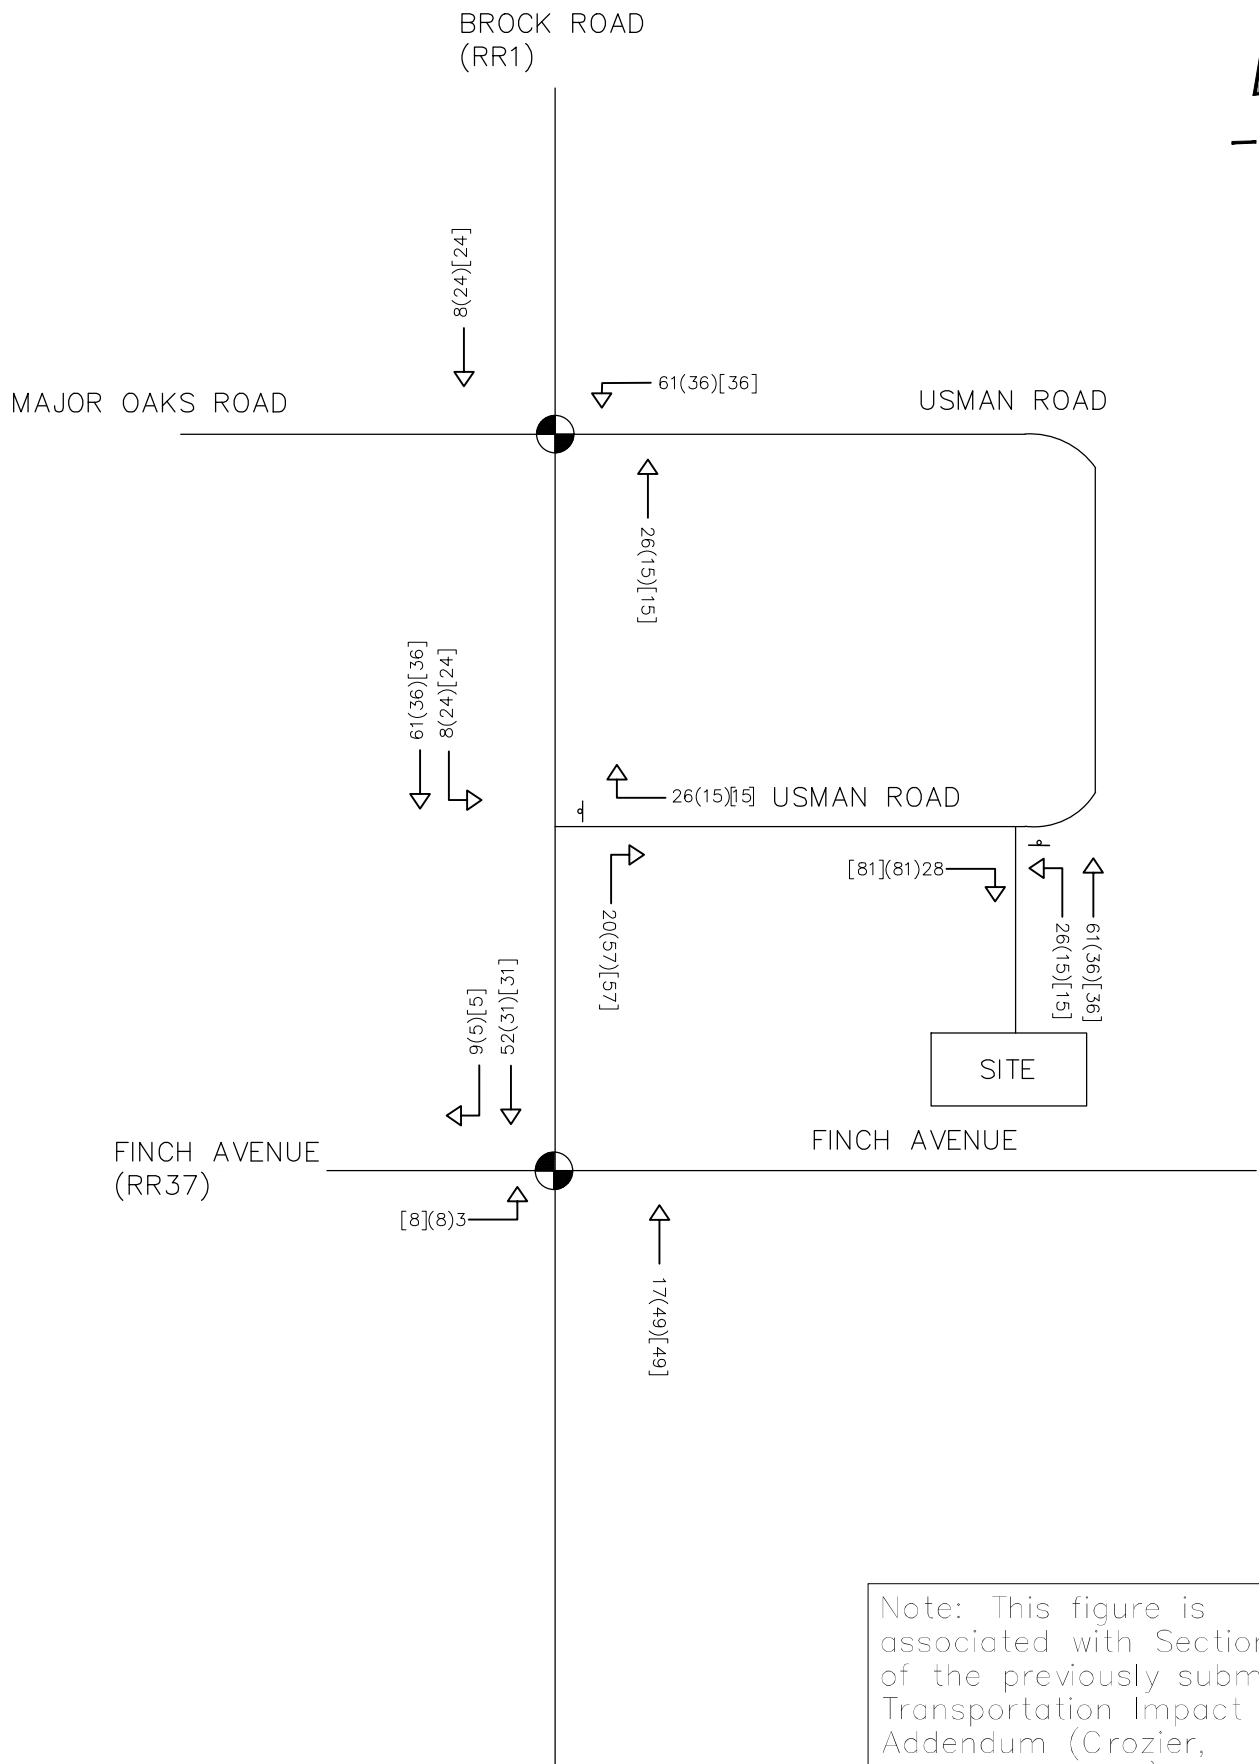 BROCK ROAD
(RR1)
8(24)[24]
61(36)[36]
MAJOR OAKS ROAD
USMAN ROAD
26(15)[15]
61(36)[36]
8(24)[24]
26(15)[15]
USMAN ROAD
[81](81)28
20(57)[57]
26(15)[15]
61(36)[36]
9(5)[5]
52(31)[31]
SITE
FINCH AVENUE
(RR37)
FINCH AVENUE
[8](8)3
17(49)[49]
Note: This figure is
associated with Section
of the previously subm
Transportation Impact
Addendum (Crozier,